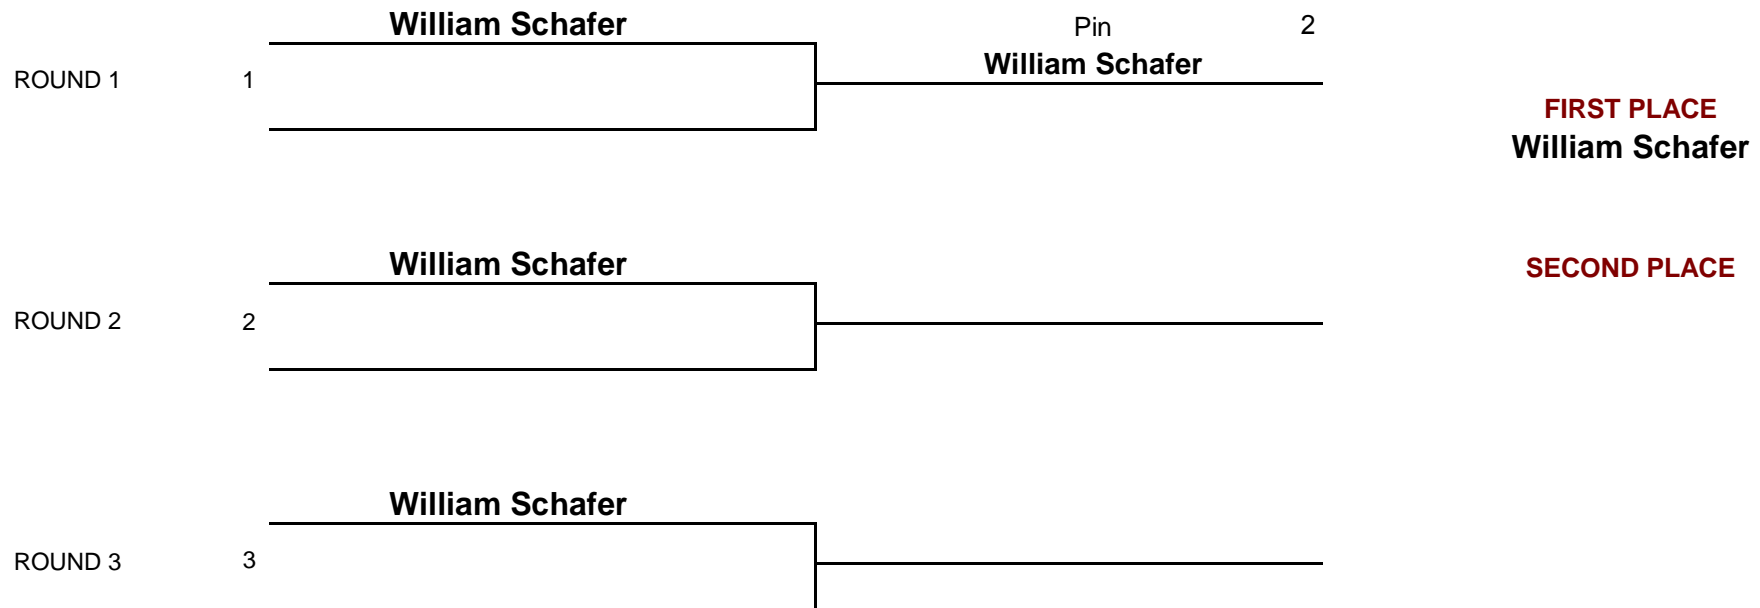 William Schafer
Pin 2
William Schafer
ROUND 1 1
FIRST PLACE
William Schafer
William Schafer
SECOND PLACE
ROUND 2 2
William Schafer
ROUND 3 3